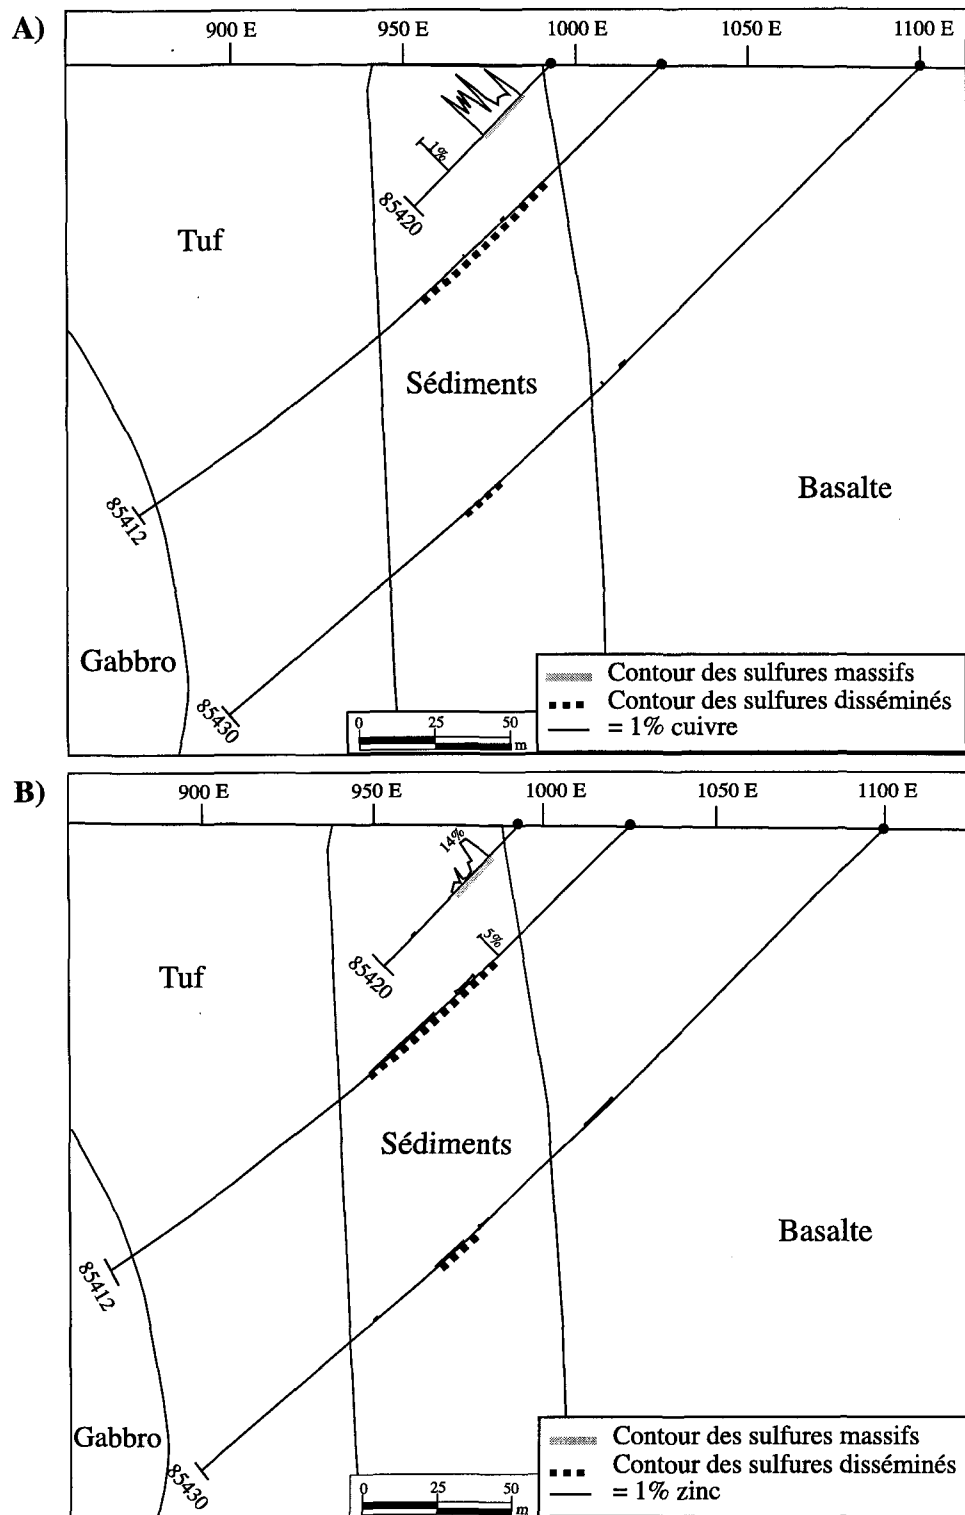 A)
900 E 950 E 1000 E 1050 E 1100 E
1%
85420
Tuf
Sédiments
85412
Basalte
Gabbro
85430
Contour des sulfures massifs
Contour des sulfures disséminés
= 1% cuivre
0 25 50
m
B)
900 E 950 E 1000 E 1050 E 1100 E
14%
5%
85420
Tuf
Sédiments
Basalte
85412
Gabbro
85430
Contour des sulfures massifs
Contour des sulfures disséminés
= 1% zinc
0 25 50
m